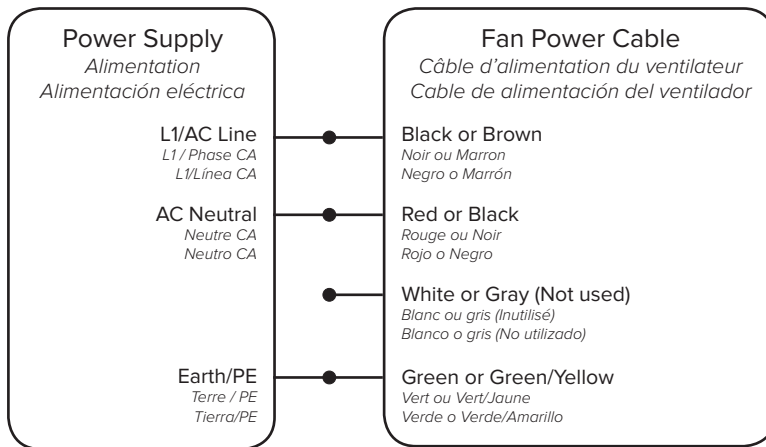 Power Supply
Alimentation
Alimentación eléctrica
L1/AC Line
L1 / Phase CA
L1/Línea CA
AC Neutral
Neutre CA
Neutro CA
Earth/PE
Terre / PE
Tierra/PE
Fan Power Cable
Câble d’alimentation du ventilateur
Cable de alimentación del ventilador
Black or Brown
Noir ou Marron
Negro o Marrón
Red or Black
Rouge ou Noir
Rojo o Negro
White or Gray (Not used)
Blanc ou gris (Inutilisé)
Blanco o gris (No utilizado)
Green or Green/Yellow
Vert ou Vert/Jaune
Verde o Verde/Amarillo